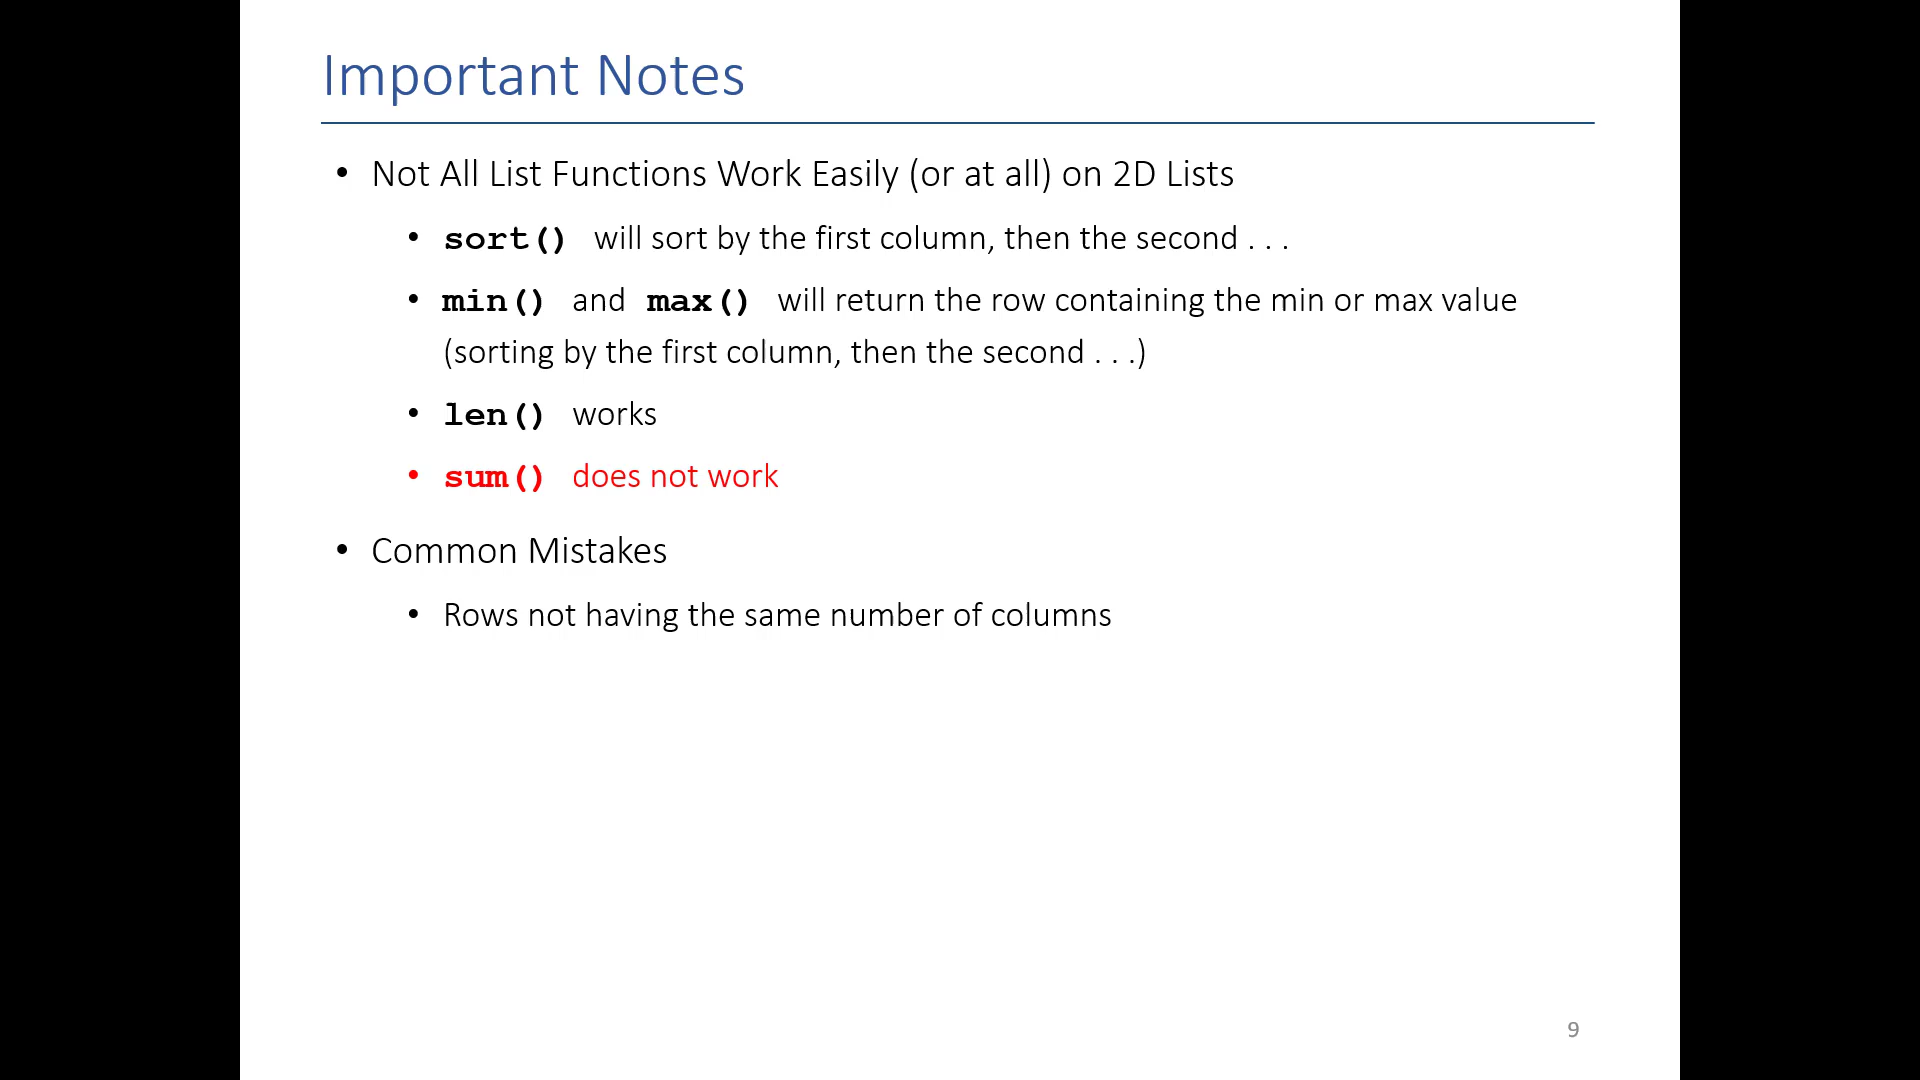 Important Notes
• Not All List Functions Work Easily (or at all) on 2D Lists
• sort() will sort by the first column, then the second . . .
• min() and max() will return the row containing the min or max value
(sorting by the first column, then the second . . .)
• len() works
• sum() does not work
• Common Mistakes
• Rows not having the same number of columns
9